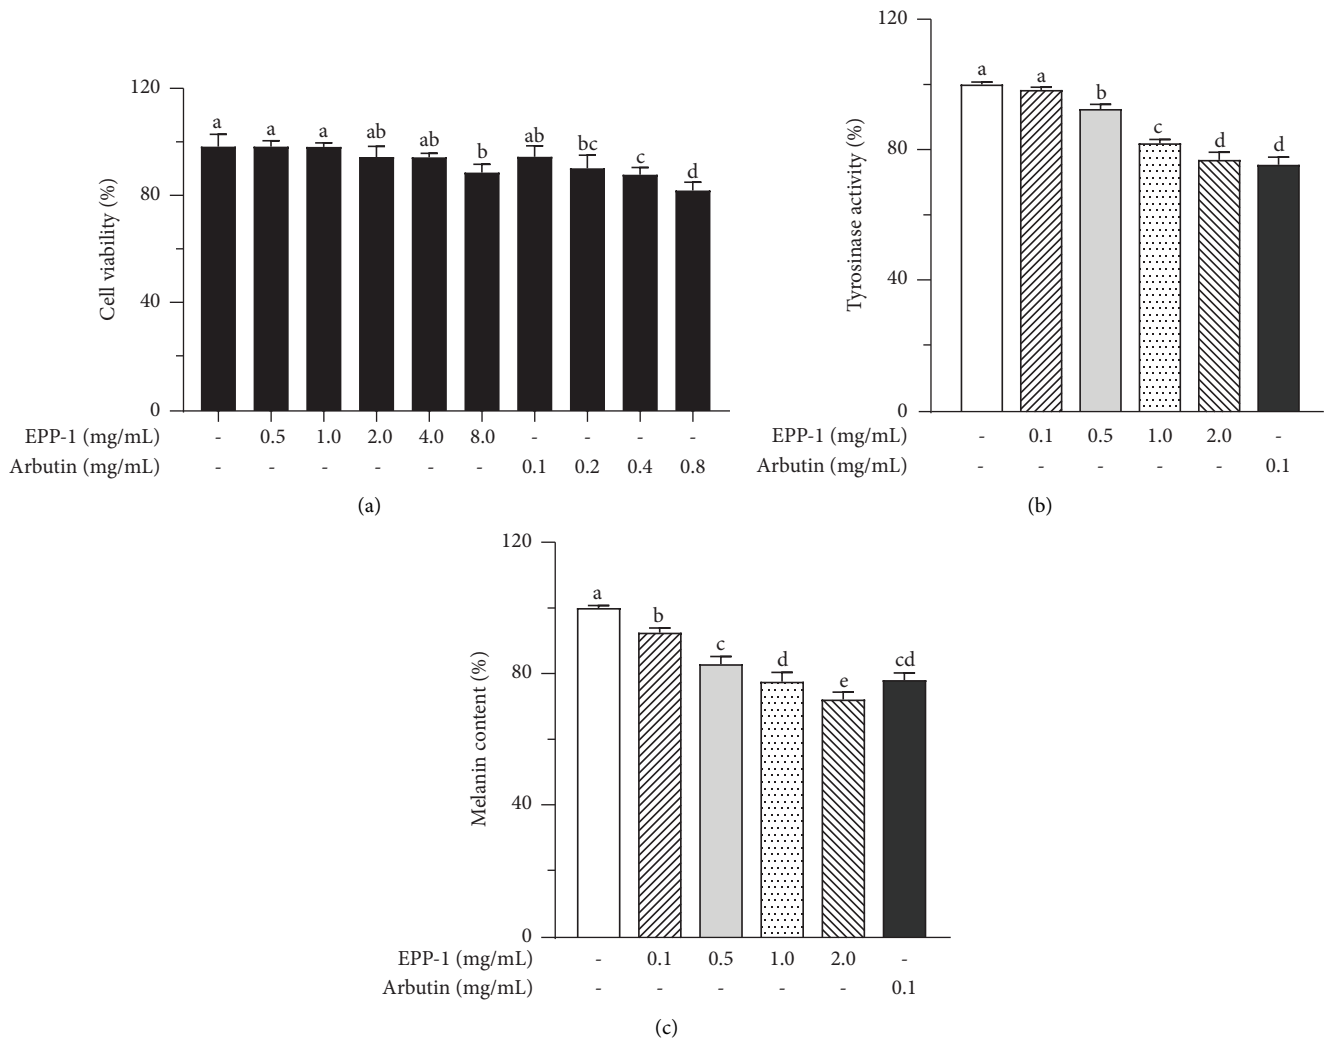 120
80
40
0
Cell viability (%)
a a a ab ab b ab bc c d
EPP-1 (mg/mL) - 0.5 1.0 2.0 4.0 8.0 - - - -
Arbutin (mg/mL) - - - - - - 0.1 0.2 0.4 0.8
(a)
120
80
40
0
Tyrosinase activity (%)
a a b c d d
EPP-1 (mg/mL) - 0.1 0.5 1.0 2.0 -
Arbutin (mg/mL) - - - - - 0.1
(b)
120
80
40
0
Melanin content (%)
a b c d e cd
EPP-1 (mg/mL) - 0.1 0.5 1.0 2.0 -
Arbutin (mg/mL) - - - - - 0.1
(c)